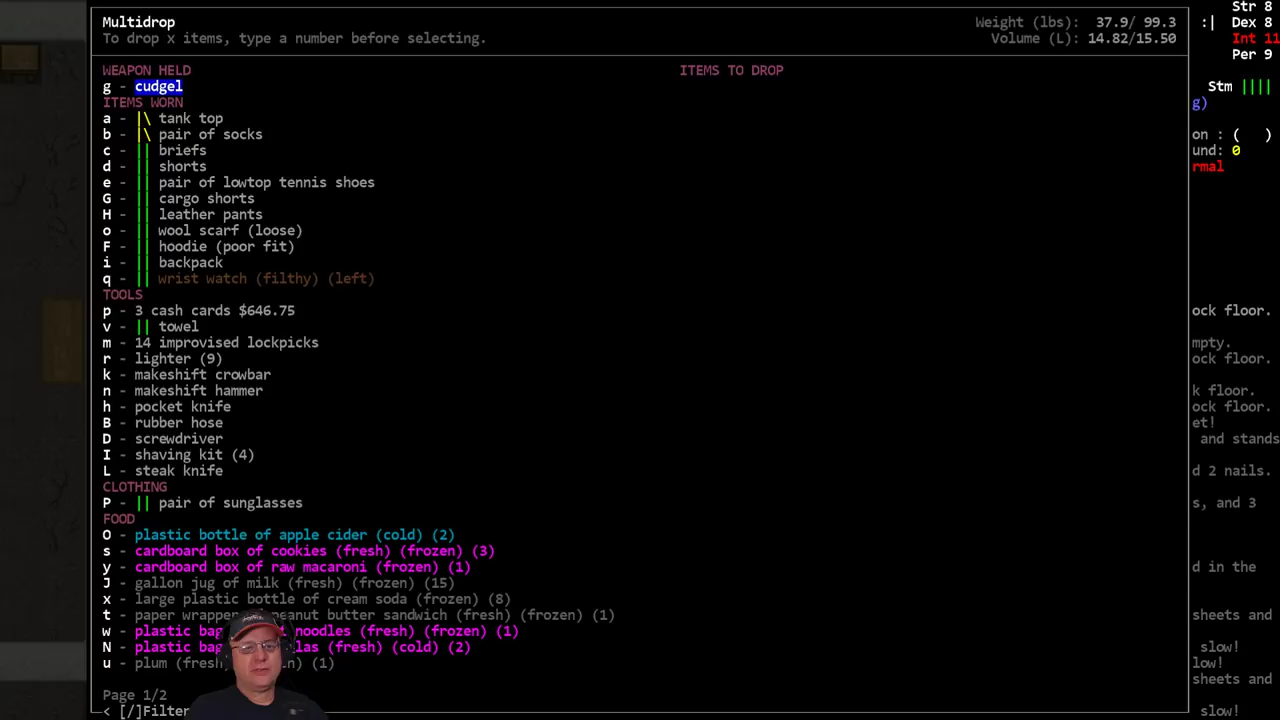 Multidrop
To drop x items, type a number before selecting.
Weight (lbs): 37.9/ 99.3
Volume (L): 14.82/15.50
Str 8
:| Dex 8
Int 11
Per 9
Stm ||||
g)
on : ( )
und: 0
rmal
WEAPON HELD
g - cudgel
ITEMS WORN
a - |\ tank top
b - |\ pair of socks
c - || briefs
d - || shorts
e - || pair of lowtop tennis shoes
G - || cargo shorts
H - || leather pants
o - || wool scarf (loose)
F - || hoodie (poor fit)
i - || backpack
q - || wrist watch (filthy) (left)
TOOLS
p - 3 cash cards $646.75
v - || towel
m - 14 improvised lockpicks
r - lighter (9)
k - makeshift crowbar
n - makeshift hammer
h - pocket knife
B - rubber hose
D - screwdriver
I - shaving kit (4)
L - steak knife
CLOTHING
P - || pair of sunglasses
FOOD
O - plastic bottle of apple cider (cold) (2)
s - cardboard box of cookies (fresh) (frozen) (3)
y - cardboard box of raw macaroni (frozen) (1)
J - gallon jug of milk (fresh) (frozen) (15)
x - large plastic bottle of cream soda (frozen) (8)
t - paper wrapper peanut butter sandwich (fresh) (frozen) (1)
w - plastic bag noodles (fresh) (frozen) (1)
N - plastic bag las (fresh) (cold) (2)
u - plum (fresh) (1)
Page 1/2
< [/]Filter
ITEMS TO DROP
ock floor.
mpty.
ock floor.
k floor.
ock floor.
et!
and stands
d 2 nails.
s, and 3
d in the
sheets and
slow!
low!
sheets and
slow!